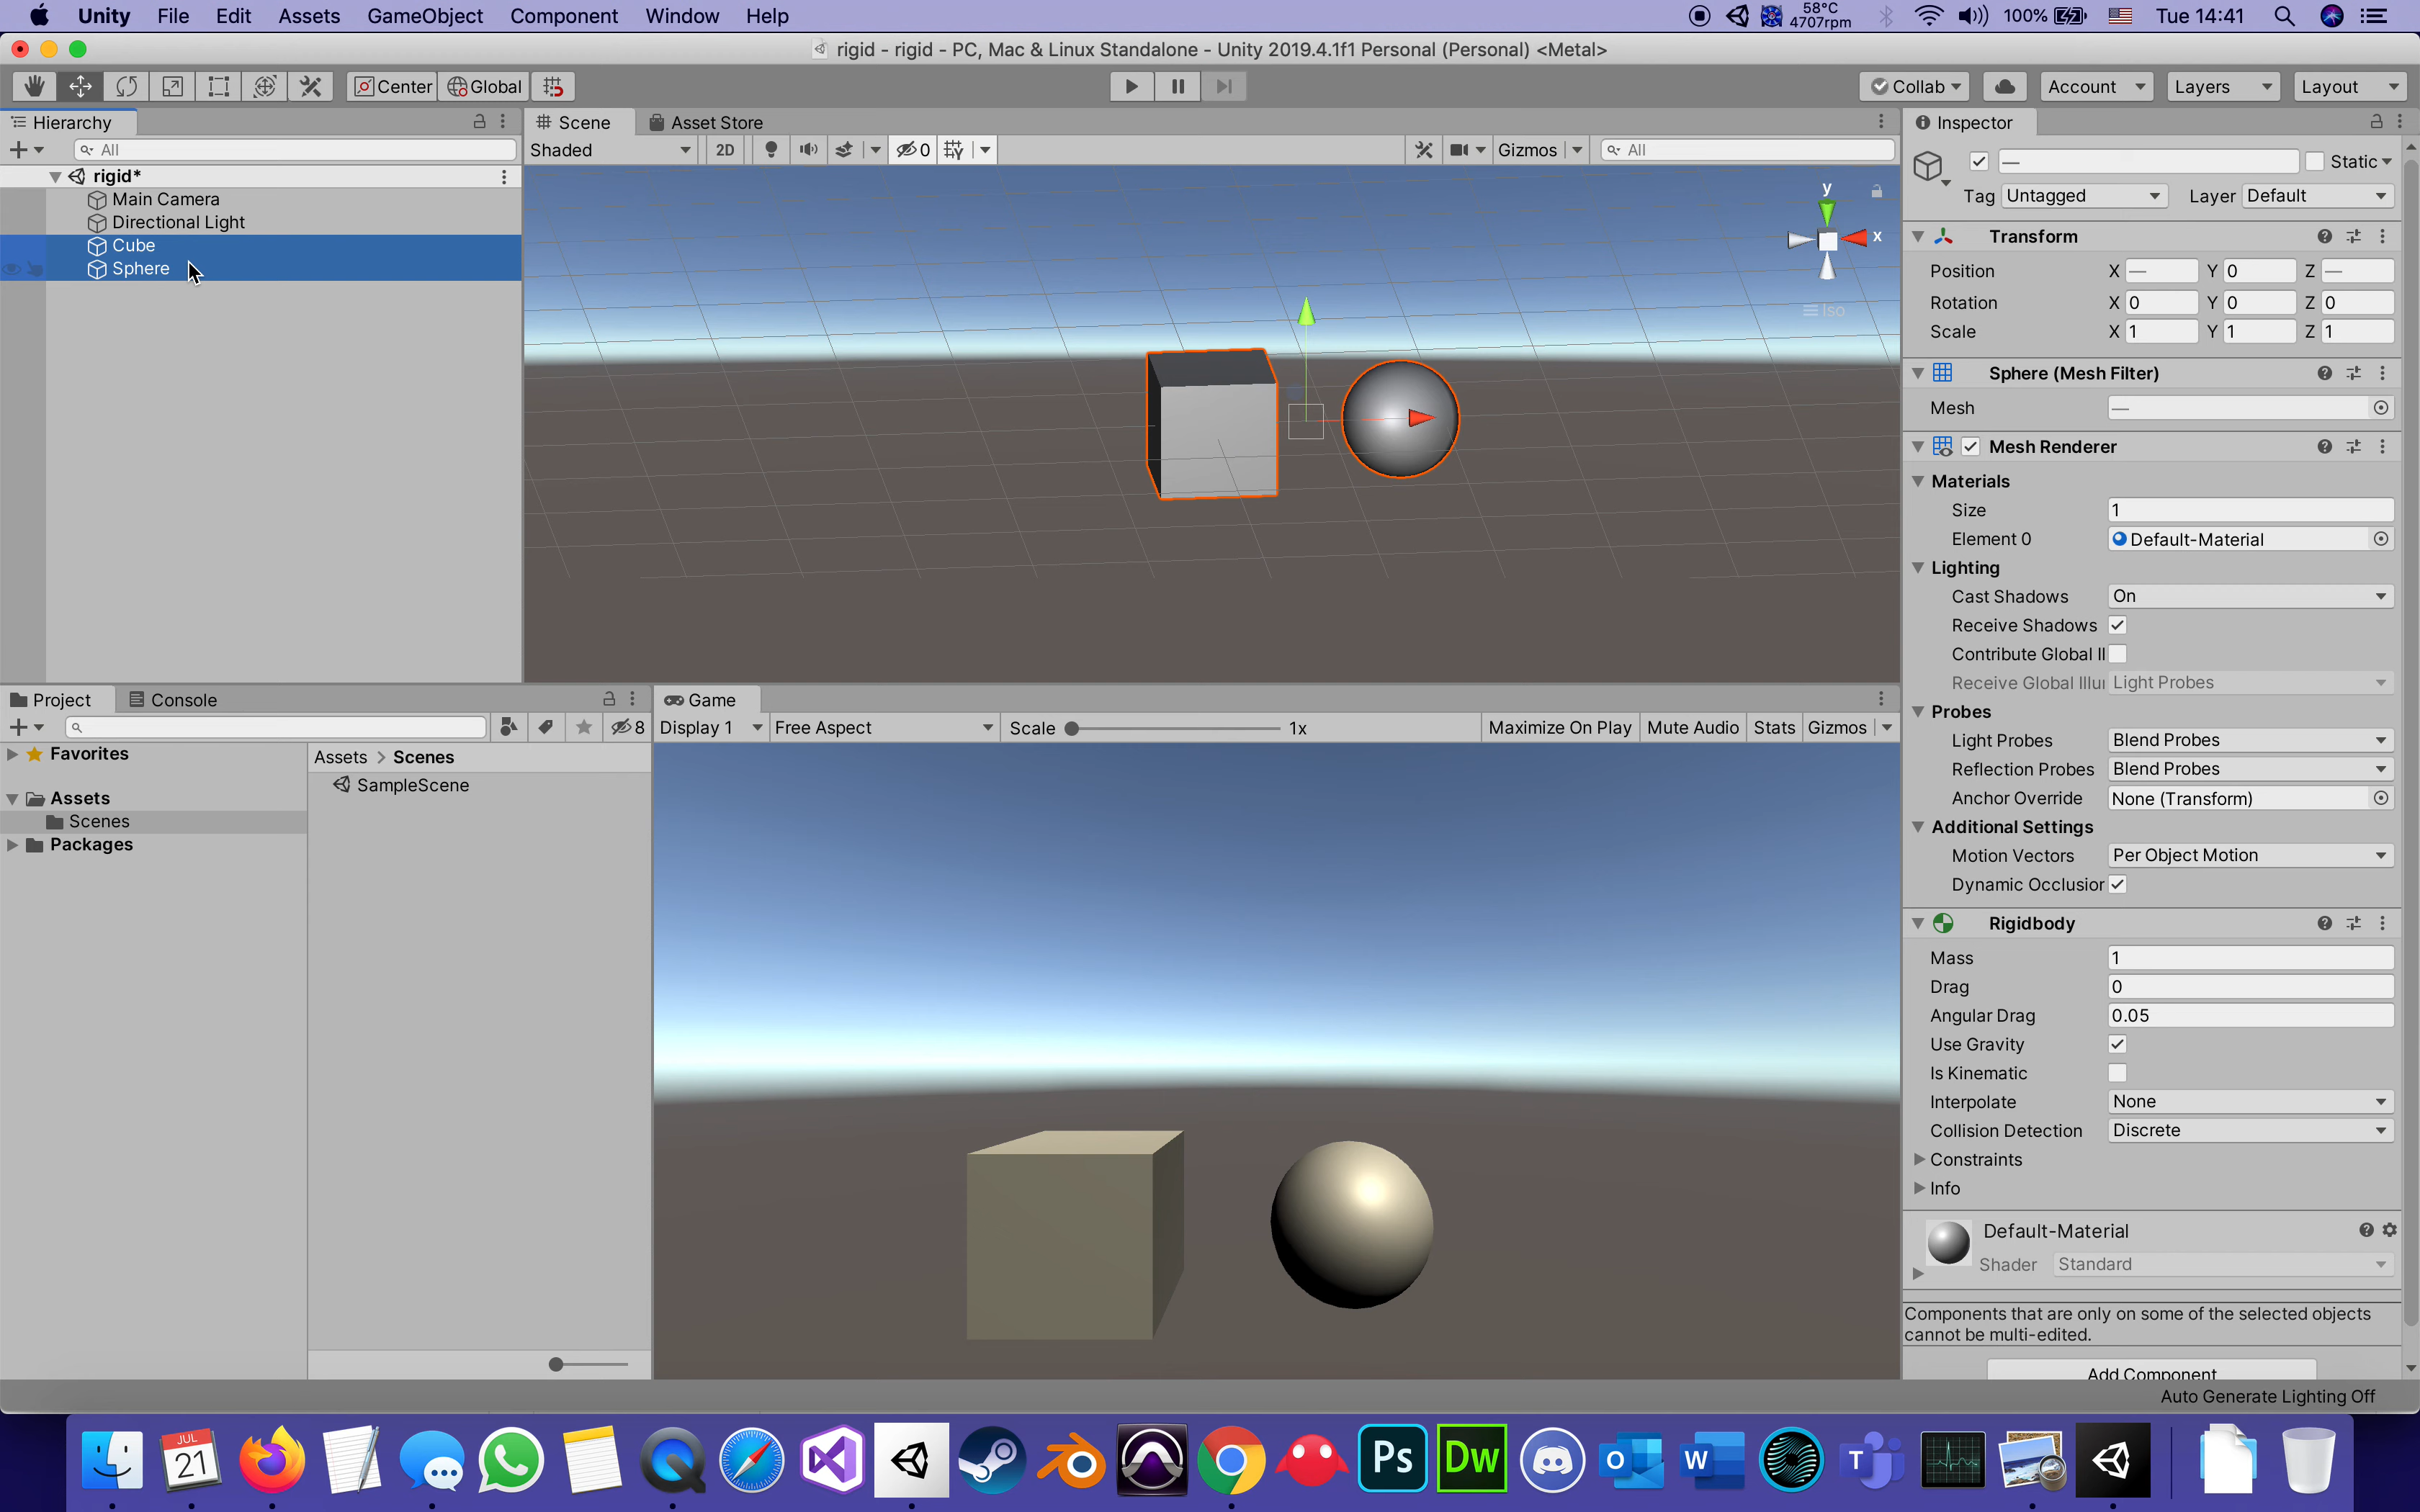 Unity File Edit Assets GameObject Component Window Help
58°C
4707rpm
100% Tue 14:41
rigid - rigid - PC, Mac & Linux Standalone - Unity 2019.4.1f1 Personal (Personal) <Metal>
Center Global
Collab Account Layers Layout
Hierarchy
All
rigid*
Main Camera
Directional Light
Cube
Sphere
Scene Asset Store
Shaded 2D 0 Gizmos All
y
x
Iso
Inspector
— Static
Tag Untagged Layer Default
Transform
Position X — Y 0 Z —
Rotation X 0 Y 0 Z 0
Scale X 1 Y 1 Z 1
Sphere (Mesh Filter)
Mesh —
Mesh Renderer
Materials
Size 1
Element 0 Default-Material
Lighting
Cast Shadows On
Receive Shadows
Contribute Global Il
Receive Global Illu Light Probes
Probes
Light Probes Blend Probes
Reflection Probes Blend Probes
Anchor Override None (Transform)
Additional Settings
Motion Vectors Per Object Motion
Dynamic Occlusion
Rigidbody
Mass 1
Drag 0
Angular Drag 0.05
Use Gravity
Is Kinematic
Interpolate None
Collision Detection Discrete
Constraints
Info
Default-Material
Shader Standard
Components that are only on some of the selected objects
cannot be multi-edited.
Add Component
Auto Generate Lighting Off
Project Console
8
Favorites
Assets
Scenes
Packages
Assets > Scenes
SampleScene
Game
Display 1 Free Aspect Scale 1x Maximize On Play Mute Audio Stats Gizmos
JUL
21
Ps
Dw
O
W
T